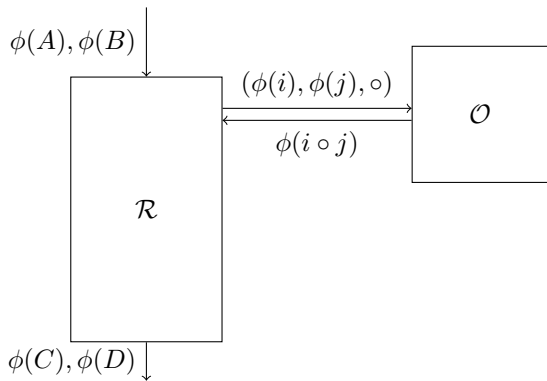 ϕ(A), ϕ(B)
(ϕ(i), ϕ(j), ∘)
𝒪
ϕ(i ∘ j)
ℛ
ϕ(C), ϕ(D)